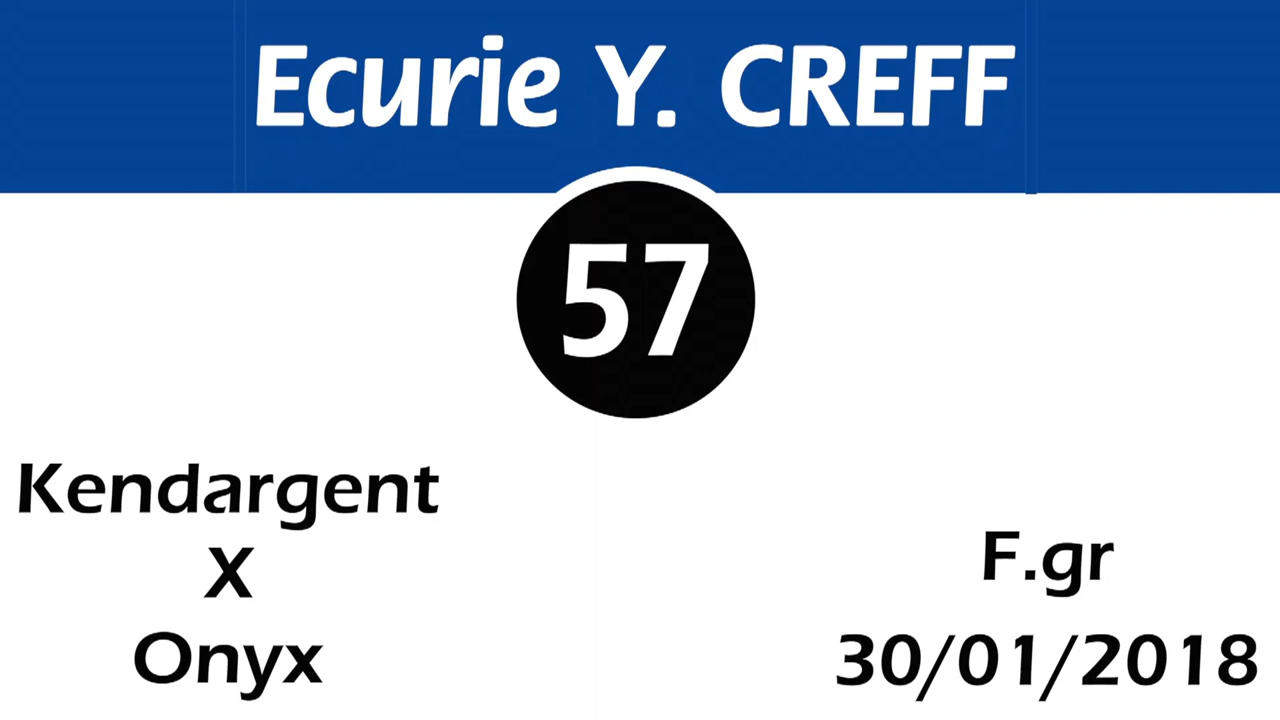 Ecurie Y. CREFF
57
Kendargent
X
Onyx
F.gr
30/01/2018